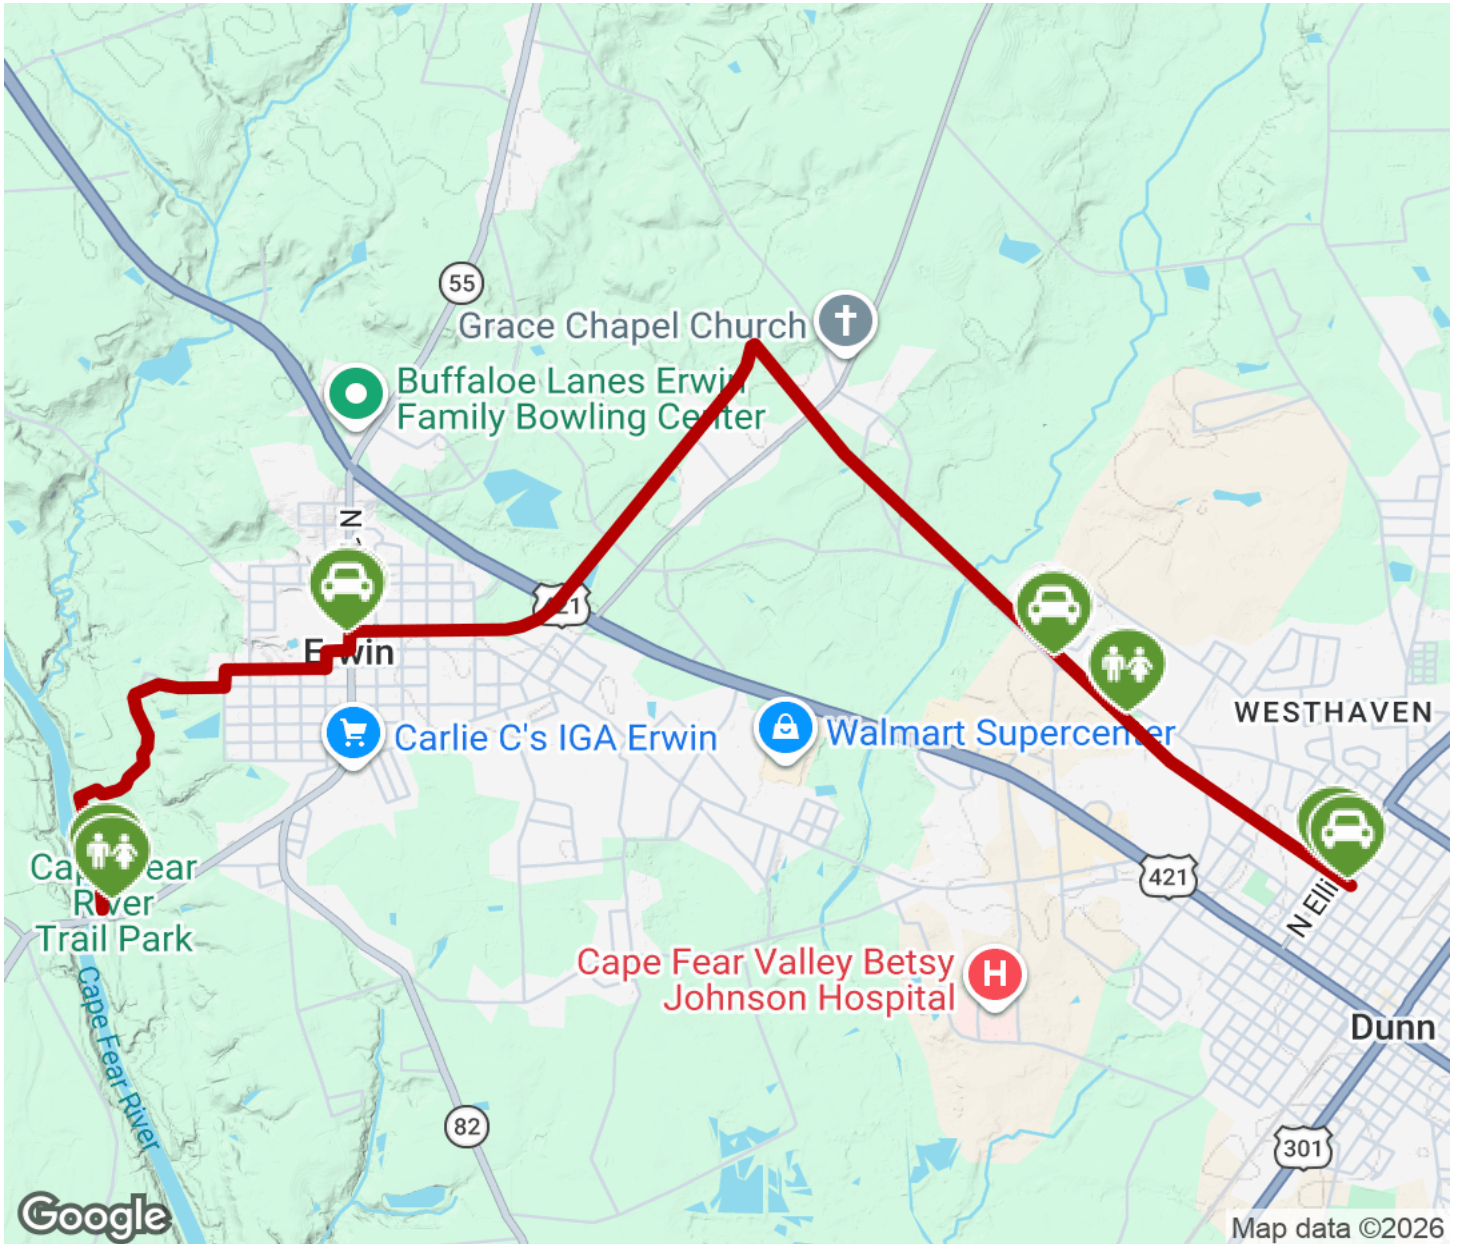 55
Grace Chapel Church
Buffaloe Lanes Erwin
Family Bowling Center
N
421
Erwin
WESTHAVEN
Carlie C's IGA Erwin
Walmart Supercenter
Cape Fear
River
Trail Park
421
N Elli
Cape Fear Valley Betsy
Johnson Hospital
H
Cape Fear River
Dunn
82
301
Google
Map data ©2026